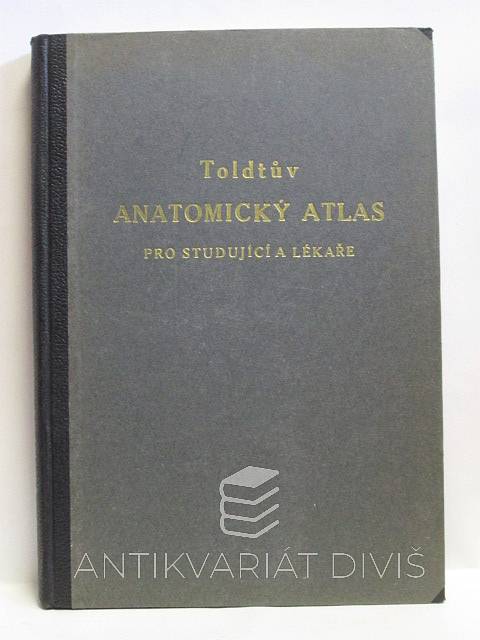 Toldtův
ANATOMICKÝ ATLAS
PRO STUDUJÍCÍ A LÉKAŘE
ANTIKVARIÁT DIVIŠ